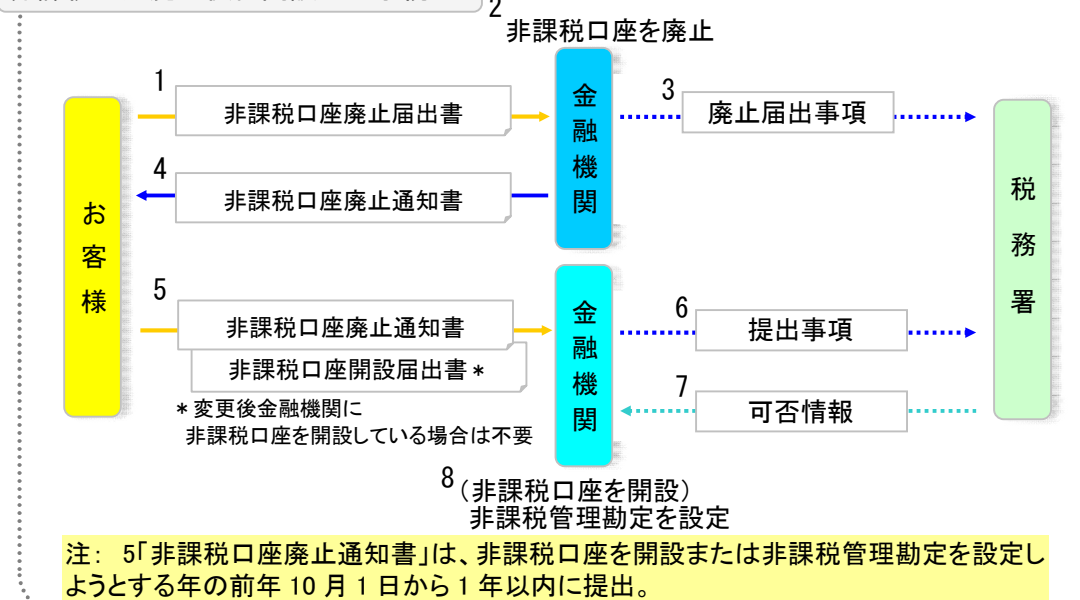 2
非課税口座を廃止
1
非課税口座廃止届出書
金融機関
3
廃止届出事項
4
非課税口座廃止通知書
お客様
税務署
5
非課税口座廃止通知書
非課税口座開設届出書*
*変更後金融機関に
非課税口座を開設している場合は不要
金融機関
6
提出事項
7
可否情報
8
(非課税口座を開設)
非課税管理勘定を設定
注: 5「非課税口座廃止通知書」は、非課税口座を開設または非課税管理勘定を設定し
ようとする年の前年 10 月 1 日から 1 年以内に提出。